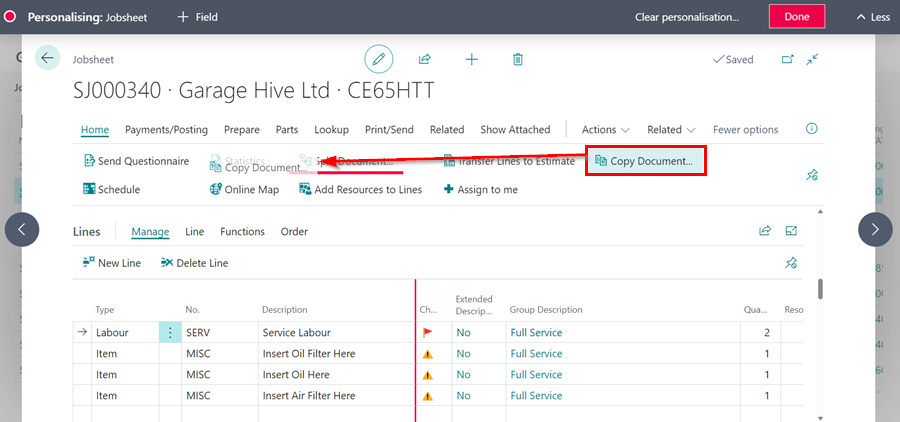 Personalising: Jobsheet + Field Clear personalisation... Done Less
Jobsheet Saved
SJ000340 · Garage Hive Ltd · CE65HTT
Home Payments/Posting Prepare Parts Lookup Print/Send Related Show Attached Actions Related Fewer options
Send Questionnaire Statistics Split Document... Transfer Lines to Estimate Copy Document...
Copy Document...
Schedule Online Map Add Resources to Lines Assign to me
Lines Manage Line Functions Order
New Line Delete Line
Type No. Description Ch... Extended Descrip... Group Description Qua... Reso
Labour SERV Service Labour No Full Service 2
Item MISC Insert Oil Filter Here No Full Service 1
Item MISC Insert Oil Here No Full Service 1
Item MISC Insert Air Filter Here No Full Service 1